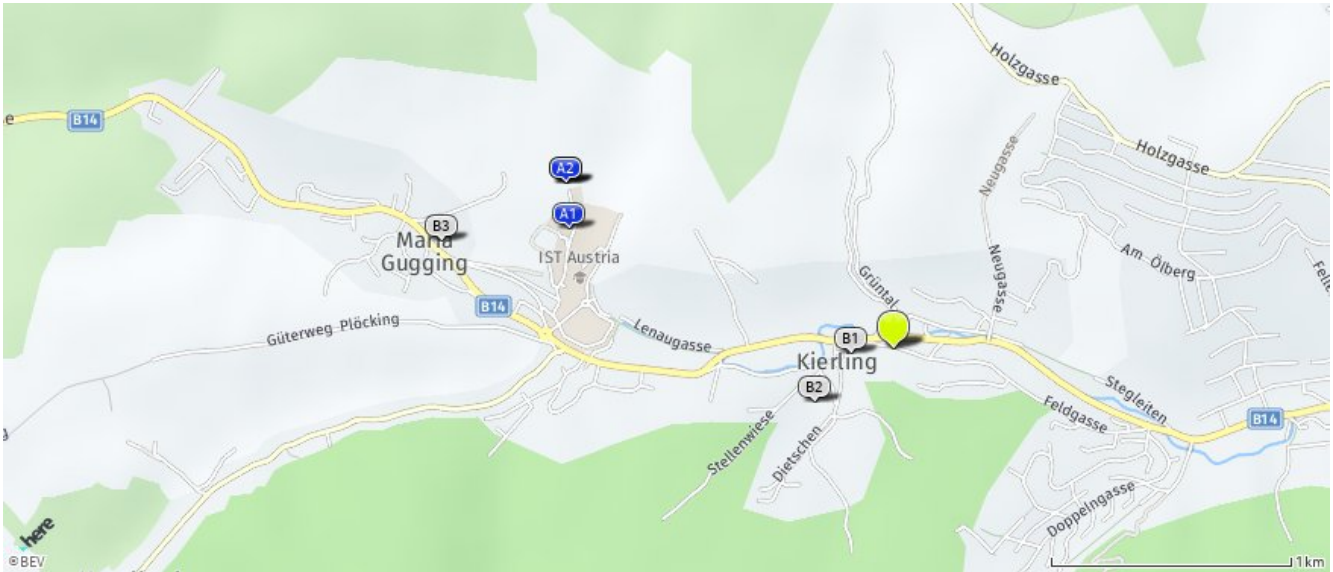 Holzgasse
e
B14
Holzgasse
Neugasse
A2
A1
B3
Maria
Gugging
IST Austria
Neugasse
Am Ölberg
Grüntal
B14
Güterweg Plöcking
Lenaugasse
B1
Kierling
B2
Stegleiten
Feldgasse
B14
Stellenwiese
Dietschen
Doppelngasse
here
©BEV
1km